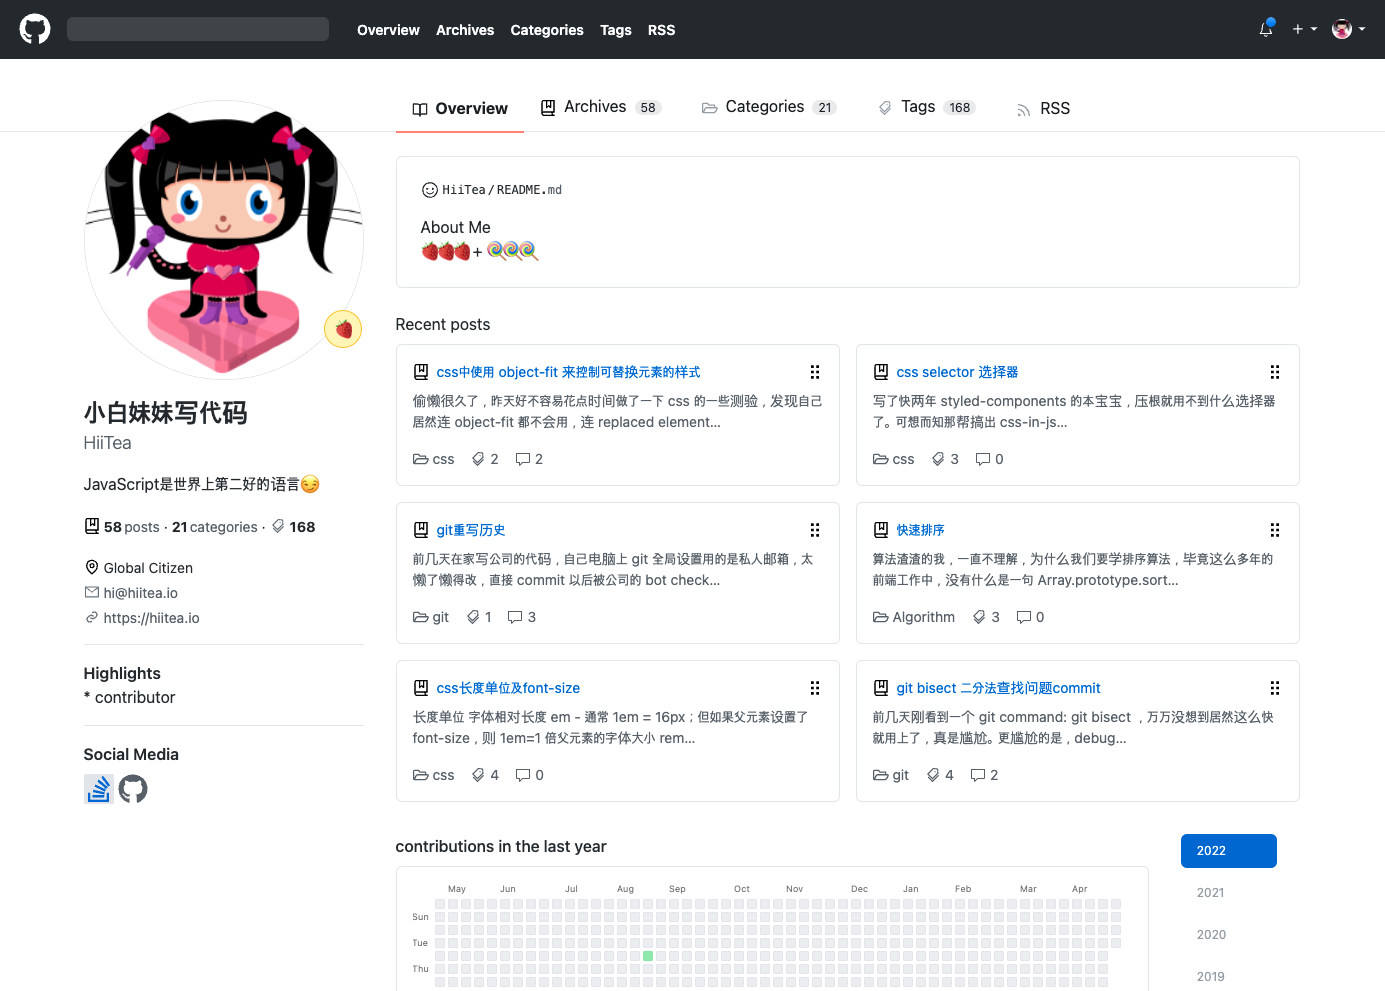 Overview Archives Categories Tags RSS
Overview Archives 58 Categories 21 Tags 168 RSS
HiiTea/README.md
About Me
Recent posts
css中使用 object-fit 来控制可替换元素的样式
偷懒很久了，昨天好不容易花点时间做了一下 css 的一些测验，发现自己
居然连 object-fit 都不会用，连 replaced element...
css 2 2
css selector 选择器
写了快两年 styled-components 的本宝宝，压根就用不到什么选择器
了。可想而知那帮搞出 css-in-js...
css 3 0
git重写历史
前几天在家写公司的代码，自己电脑上 git 全局设置用的是私人邮箱，太
懒了懒得改，直接 commit 以后被公司的 bot check...
git 1 3
快速排序
算法渣渣的我，一直不理解，为什么我们要学排序算法，毕竟这么多年的
前端工作中，没有什么是一句 Array.prototype.sort...
Algorithm 3 0
css长度单位及font-size
长度单位 字体相对长度 em - 通常 1em = 16px；但如果父元素设置了
font-size，则 1em=1 倍父元素的字体大小 rem...
css 4 0
git bisect 二分法查找问题commit
前几天刚看到一个 git command: git bisect ，万万没想到居然这么快
就用上了，真是尴尬。更尴尬的是，debug...
git 4 2
小白妹妹写代码
HiiTea
JavaScript是世界上第二好的语言😏
58 posts · 21 categories · 168
Global Citizen
hi@hiitea.io
https://hiitea.io
Highlights
* contributor
Social Media
contributions in the last year
May Jun Jul Aug Sep Oct Nov Dec Jan Feb Mar Apr
Sun
Tue
Thu
2022
2021
2020
2019